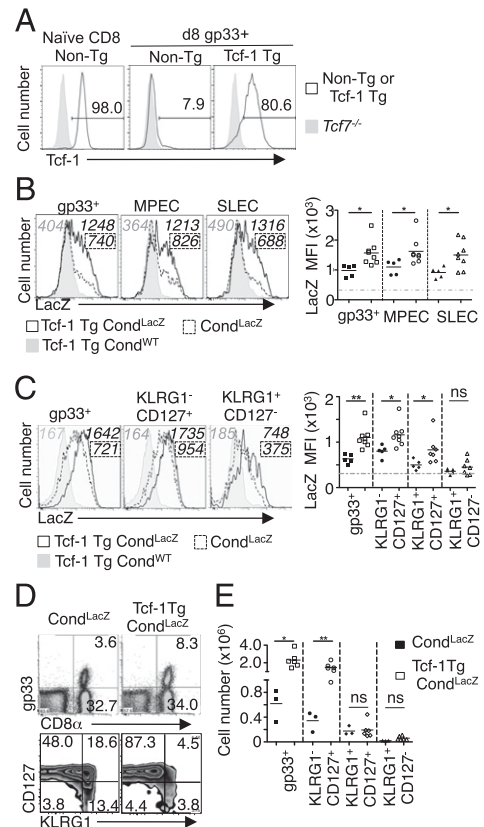 A
Naïve CD8
d8 gp33+
Non-Tg
Non-Tg
Tcf-1 Tg
98.0
7.9
80.6
Cell number
Tcf-1
Non-Tg or
Tcf-1 Tg
Tcf7-/-
B
gp33+
MPEC
SLEC
404
1248
740
364
1213
826
490
1316
688
Cell number
LacZ
Tcf-1 Tg CondLacZ
CondLacZ
Tcf-1 Tg CondWT
LacZ MFI (x10³)
3
2
1
0
*
*
*
gp33+
MPEC
SLEC
C
gp33+
KLRG1-
CD127+
KLRG1+
CD127-
167
1642
721
164
1735
954
185
748
375
Cell number
LacZ
Tcf-1 Tg CondLacZ
CondLacZ
Tcf-1 Tg CondWT
LacZ MFI (x10³)
2
1
0
**
*
*
ns
gp33+
KLRG1-
CD127+
KLRG1+
CD127+
KLRG1+
CD127-
D
CondLacZ
Tcf-1Tg
CondLacZ
gp33
3.6
32.7
8.3
34.0
CD8α
CD127
48.0
18.6
3.8
13.4
87.3
4.5
4.4
3.8
KLRG1
E
Cell number (x10⁶)
4.0
2.0
0.8
0.4
0
*
**
ns
ns
gp33+
KLRG1-
CD127+
KLRG1+
CD127+
KLRG1+
CD127-
CondLacZ
Tcf-1Tg
CondLacZ